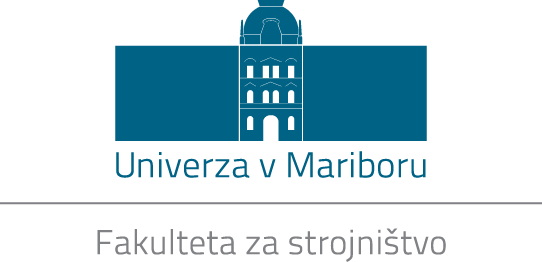 Univerza v Mariboru
Fakulteta za strojništvo